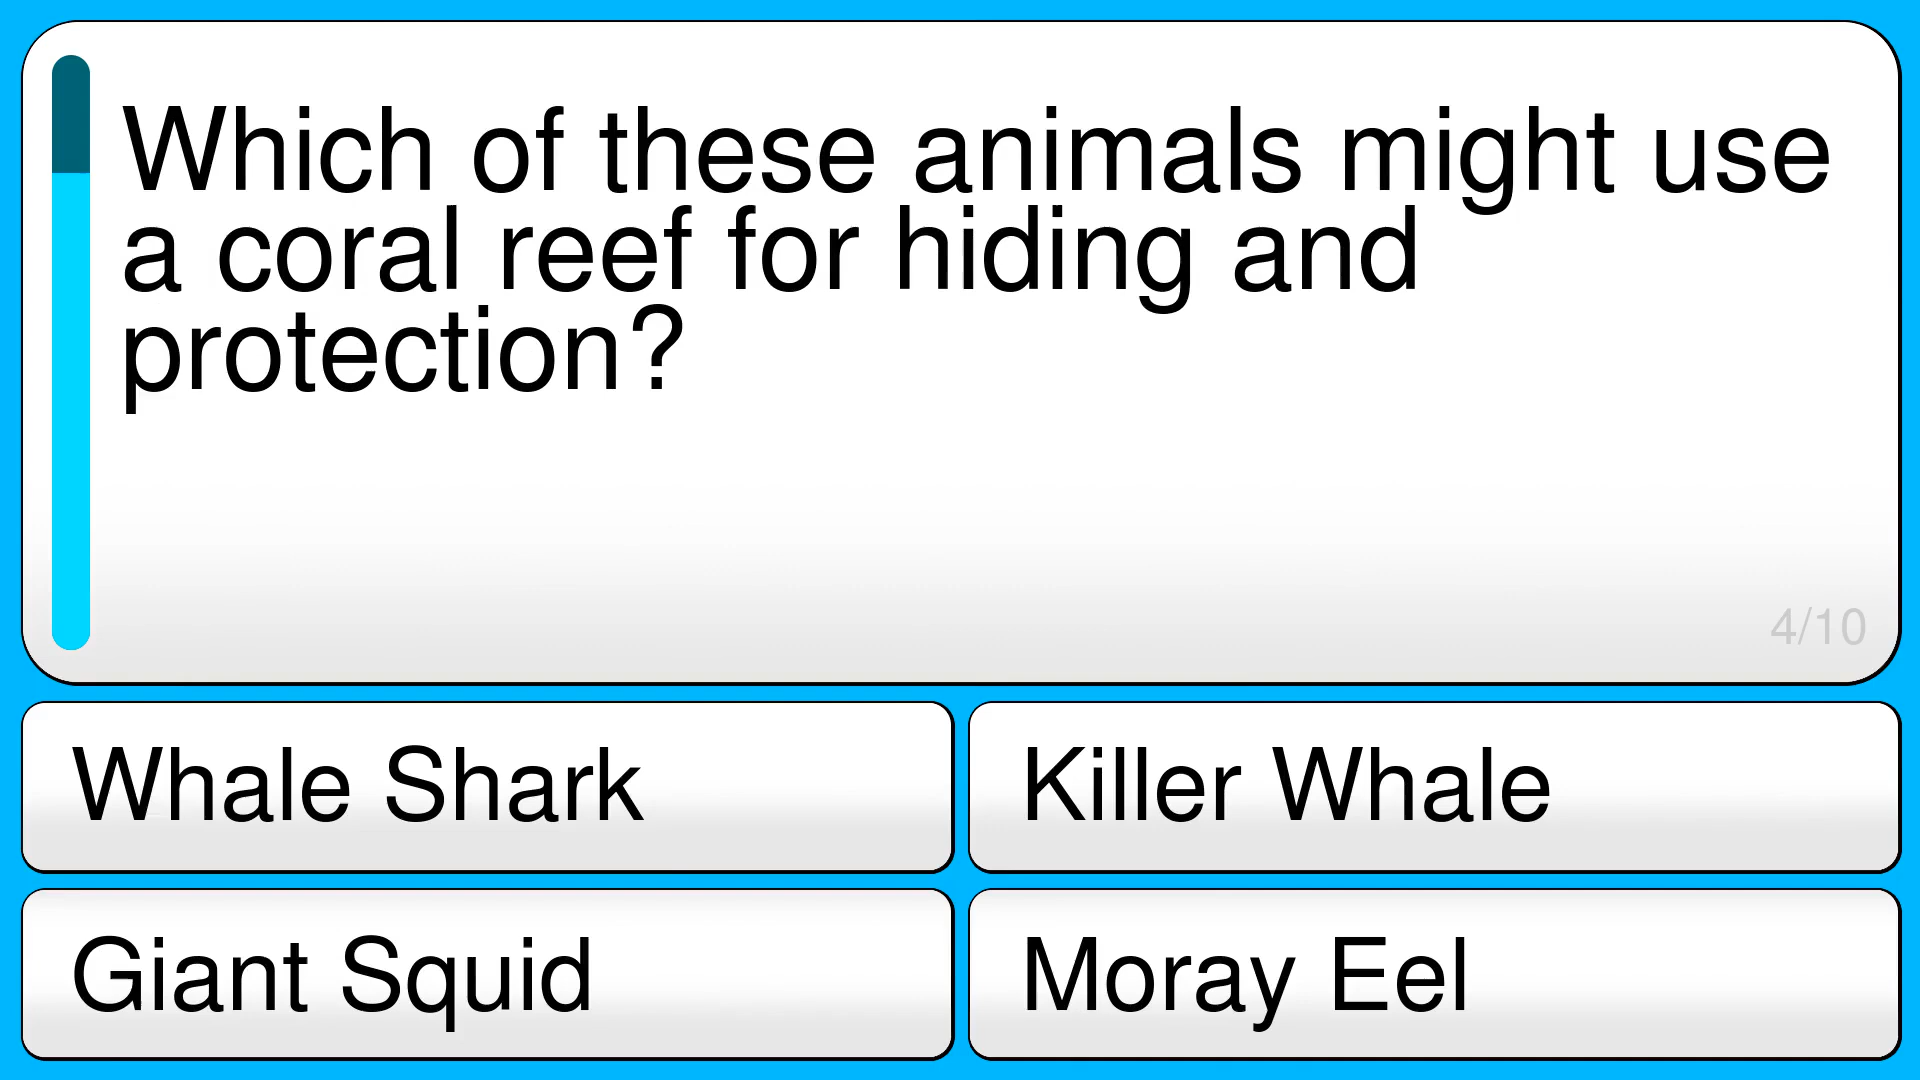 Which of these animals might use
a coral reef for hiding and
protection?
4/10
Whale Shark
Killer Whale
Giant Squid
Moray Eel